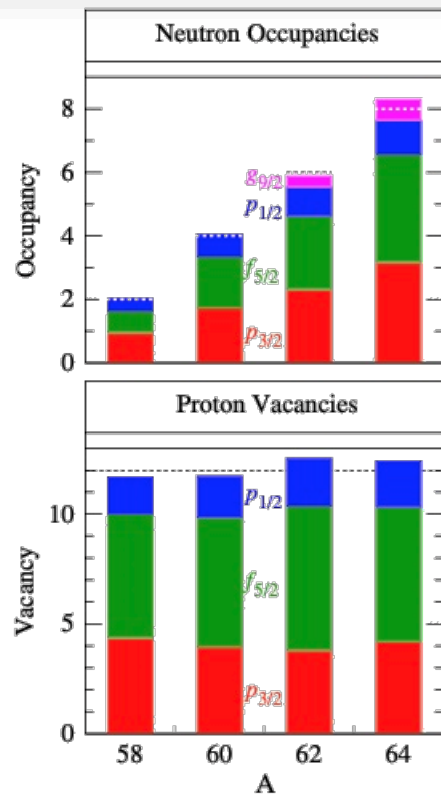 Neutron Occupancies
Occupancy
8
6
4
2
0
g9/2
p1/2
f5/2
p3/2
Proton Vacancies
Vacancy
10
5
0
p1/2
f5/2
p3/2
58 60 62 64
A